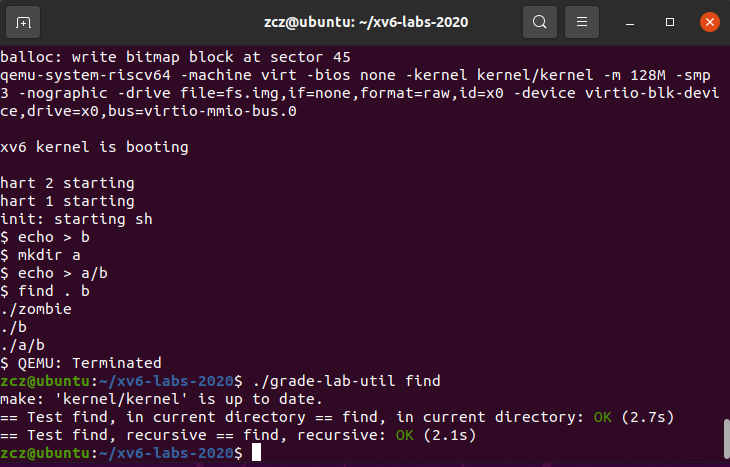 zcz@ubuntu: ~/xv6-labs-2020
balloc: write bitmap block at sector 45
qemu-system-riscv64 -machine virt -bios none -kernel kernel/kernel -m 128M -smp
3 -nographic -drive file=fs.img,if=none,format=raw,id=x0 -device virtio-blk-devi
ce,drive=x0,bus=virtio-mmio-bus.0
xv6 kernel is booting
hart 2 starting
hart 1 starting
init: starting sh
$ echo > b
$ mkdir a
$ echo > a/b
$ find . b
./zombie
./b
./a/b
$ QEMU: Terminated
zcz@ubuntu:~/xv6-labs-2020$ ./grade-lab-util find
make: 'kernel/kernel' is up to date.
== Test find, in current directory == find, in current directory: OK (2.7s)
== Test find, recursive == find, recursive: OK (2.1s)
zcz@ubuntu:~/xv6-labs-2020$